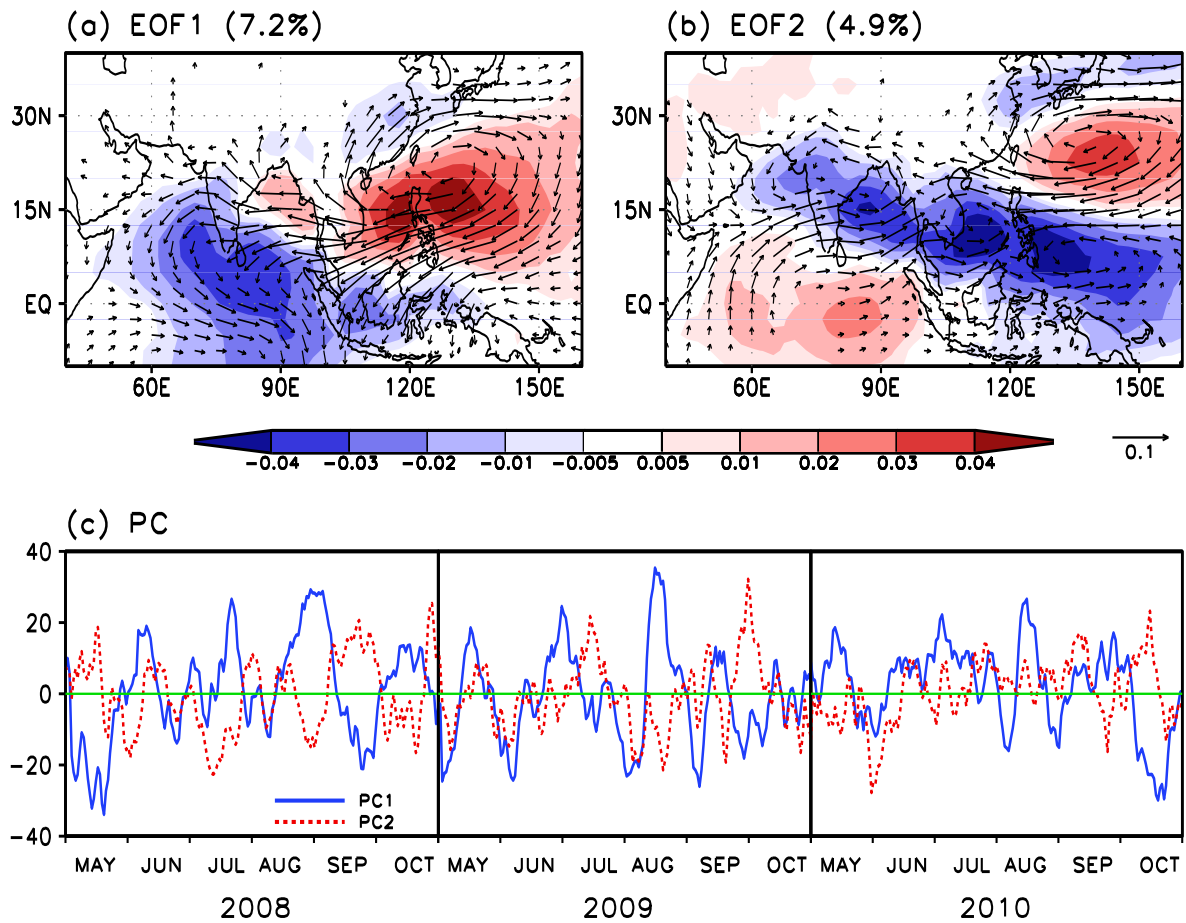 (a) EOF1 (7.2%)
(b) EOF2 (4.9%)
30N
15N
EQ
60E 90E 120E 150E
30N
15N
EQ
60E 90E 120E 150E
-0.04 -0.03 -0.02 -0.01 -0.005 0.005 0.01 0.02 0.03 0.04
0.1
(c) PC
40
20
0
-20
-40
PC1
PC2
MAY JUN JUL AUG SEP OCT MAY JUN JUL AUG SEP OCT MAY JUN JUL AUG SEP OCT
2008 2009 2010